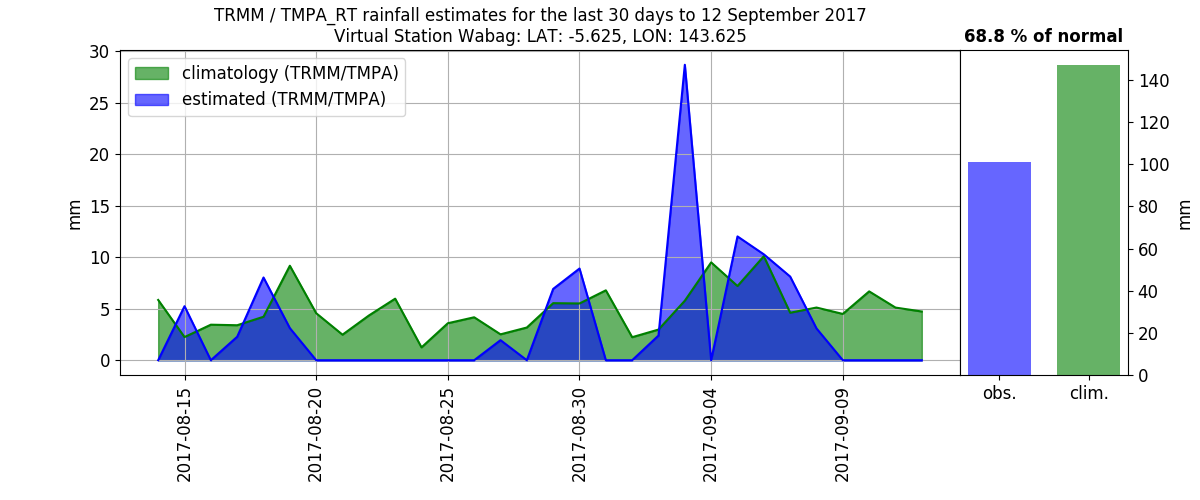 TRMM / TMPA_RT rainfall estimates for the last 30 days to 12 September 2017
Virtual Station Wabag: LAT: -5.625, LON: 143.625
68.8 % of normal
climatology (TRMM/TMPA)
estimated (TRMM/TMPA)
30
25
20
15
10
5
0
mm
2017-08-15
2017-08-20
2017-08-25
2017-08-30
2017-09-04
2017-09-09
140
120
100
80
60
40
20
0
mm
obs.
clim.